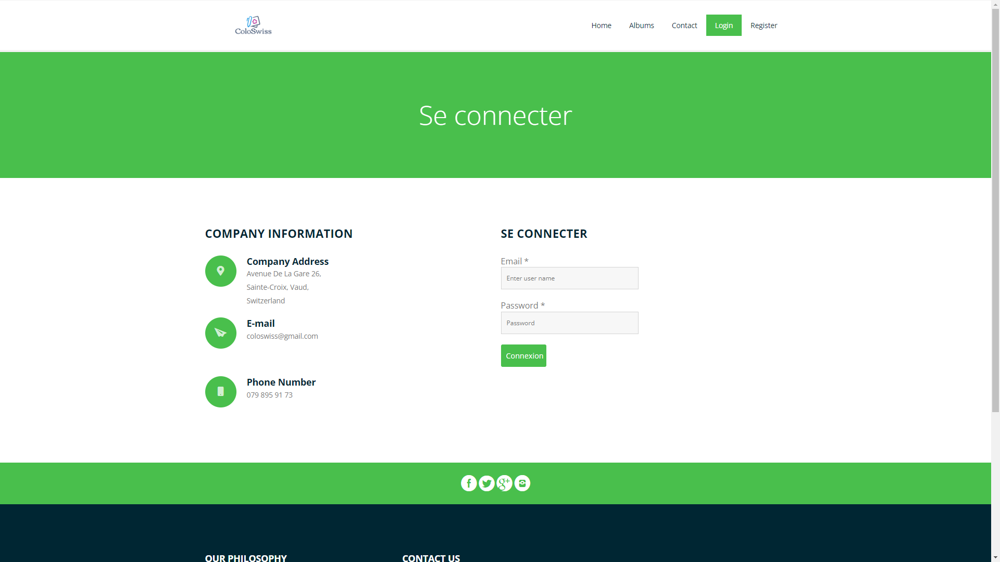 ColoSwiss
Home
Albums
Contact
Login
Register
Se connecter
COMPANY INFORMATION
Company Address
Avenue De La Gare 26,
Sainte-Croix, Vaud,
Switzerland
E-mail
coloswiss@gmail.com
Phone Number
079 895 91 73
SE CONNECTER
Email *
Enter user name
Password *
Password
Connexion
OUR PHILOSOPHY
CONTACT US